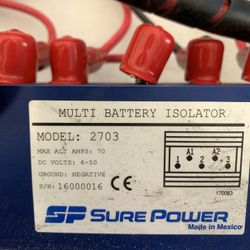 MULTI BATTERY ISOLATOR
MODEL: 2703
MAX ALT AMPS: 70
DC VOLTS: 6-50
GROUND: NEGATIVE
S/N: 16000016 CE
A1 A2
1 2 3
170063
SP SURE POWER
Made in Mexico